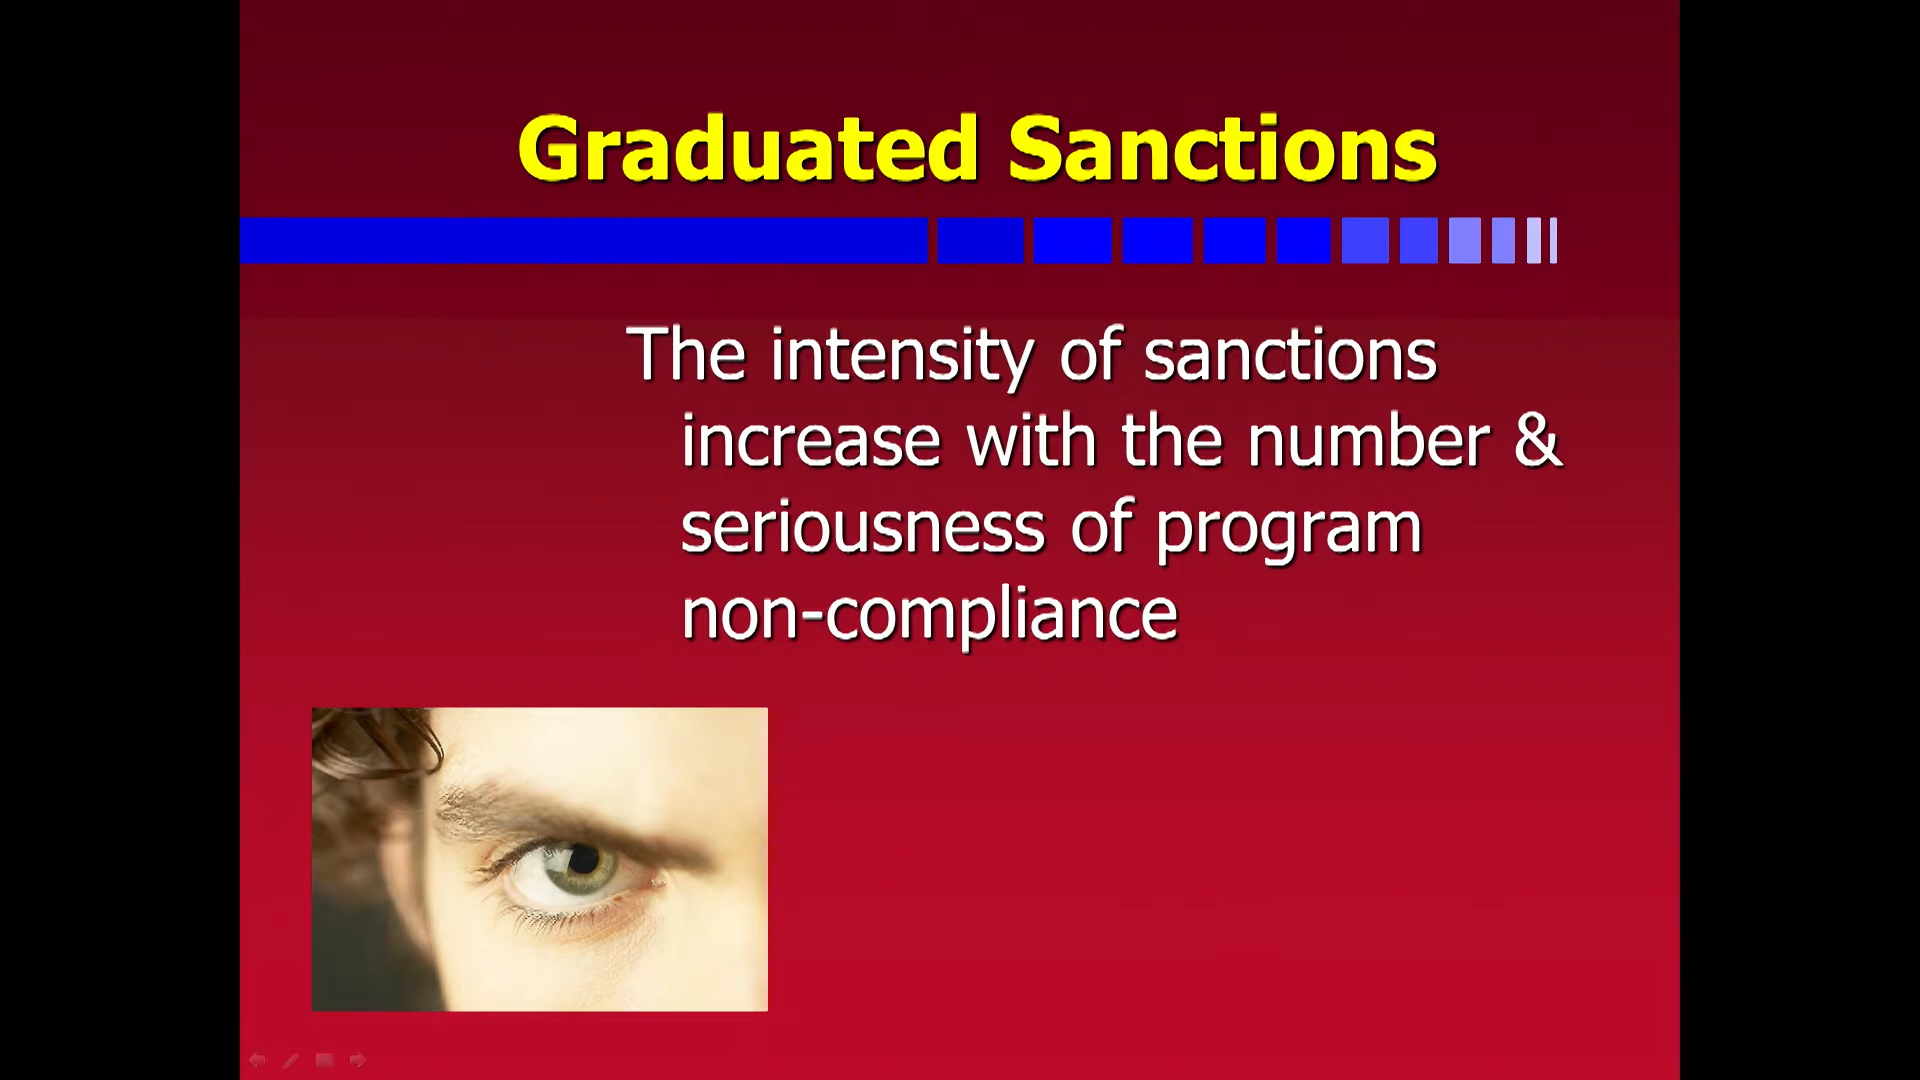 Graduated Sanctions
The intensity of sanctions
increase with the number &
seriousness of program
non-compliance